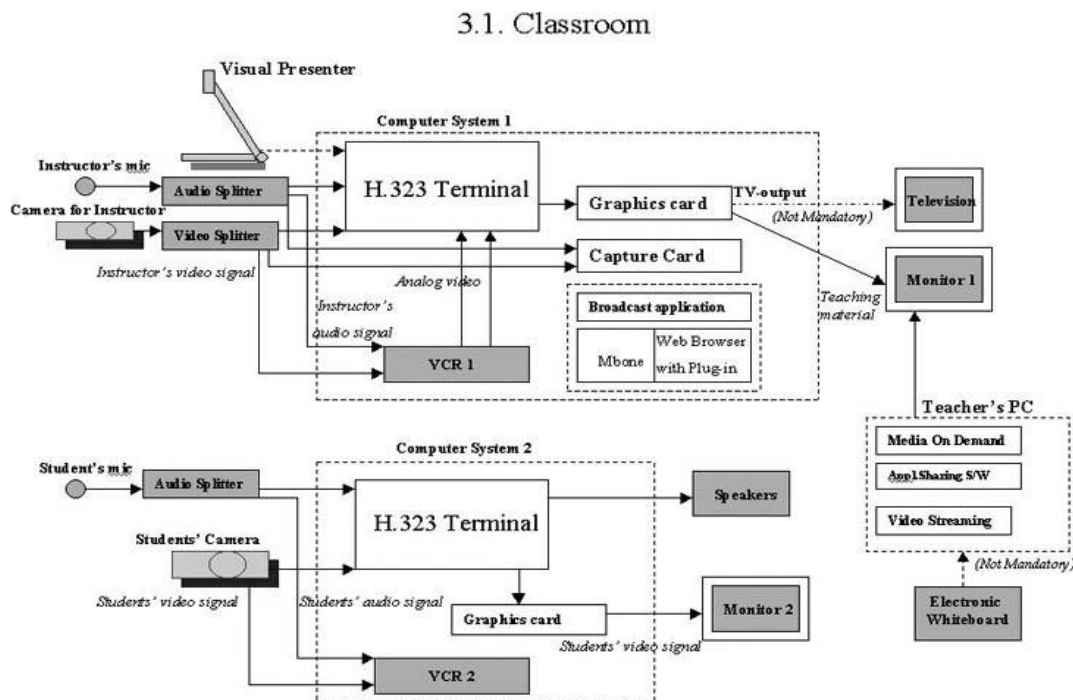 3.1. Classroom
Visual Presenter
Computer System 1
Instructor's mic
Audio Splitter
H.323 Terminal
Camera for Instructor
Video Splitter
Instructor's video signal
Graphics card
TV-output
(Not Mandatory)
Television
Capture Card
Analog video
Instructor's
audio signal
VCR 1
Broadcast application
Mbone
Web Browser
with Plug-in
Monitor 1
Teaching
material
Teacher's PC
Media On Demand
Appl.Sharing S/W
Video Streaming
(Not Mandatory)
Electronic
Whiteboard
Computer System 2
Student's mic
Audio Splitter
H.323 Terminal
Speakers
Students' Camera
Students' video signal
Students' audio signal
Graphics card
Students' video signal
Monitor 2
VCR 2